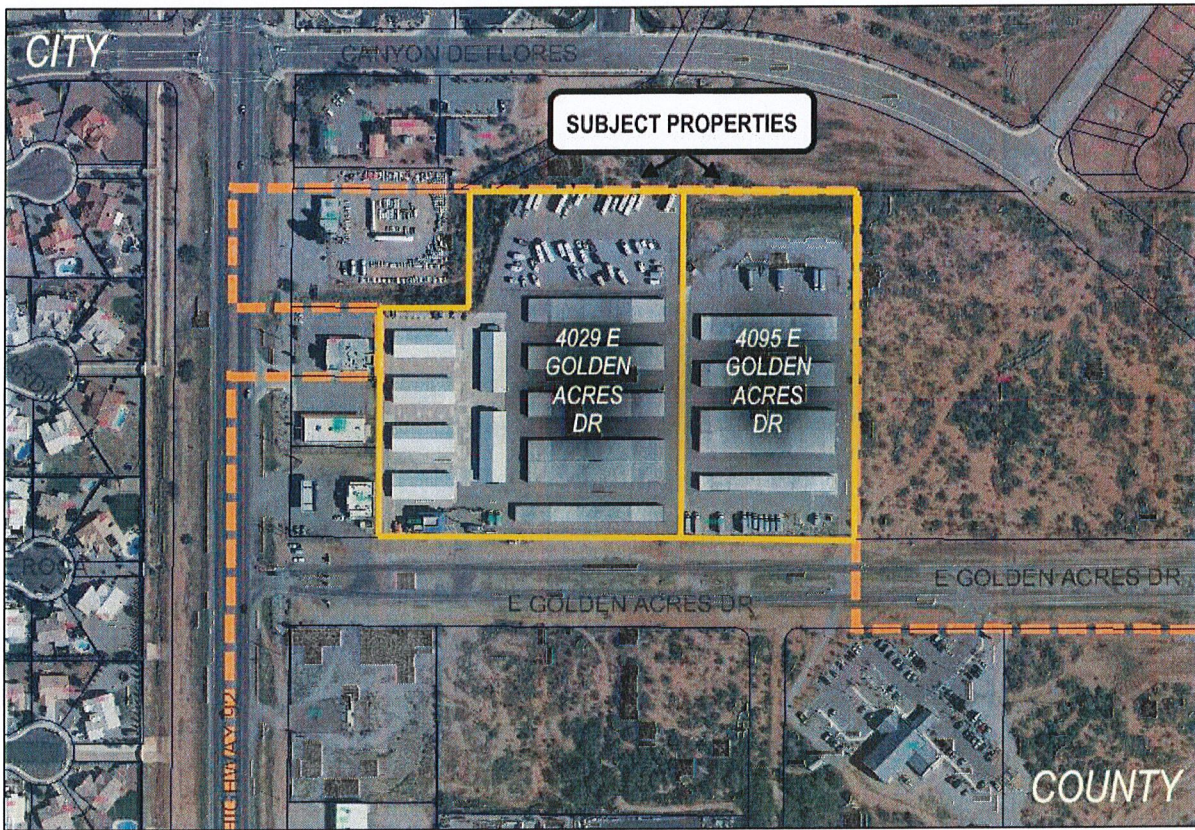 CITY
CANYON DE FLORES
SUBJECT PROPERTIES
4029 E
GOLDEN
ACRES
DR
4095 E
GOLDEN
ACRES
DR
E GOLDEN ACRES DR
E GOLDEN ACRES DR
COUNTY